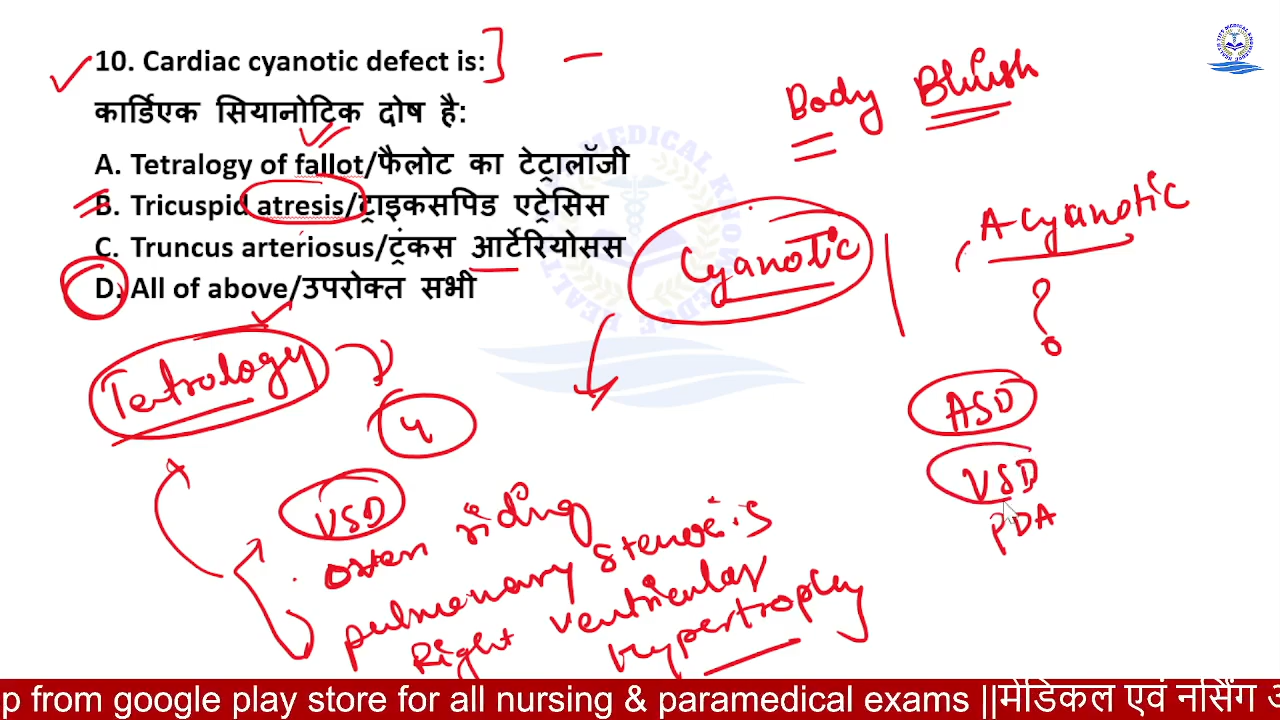 10. Cardiac cyanotic defect is:
कार्डिएक सियानोटिक दोष है:
A. Tetralogy of fallot/फैलोट का टेट्रालॉजी
B. Tricuspid atresis/ट्राइकसपिड एट्रेसिस
C. Truncus arteriosus/ट्रंकस आर्टेरियोसस
D. All of above/उपरोक्त सभी
Body Bluish
Cyanotic
A-cyanotic
?
ASD
VSD
PDA
Tetrology
4
VSD
riding
pulmonary stenosis
Right ventricular
Hypertrophy
p from google play store for all nursing & paramedical exams ||मेडिकल एवं नर्सिंग